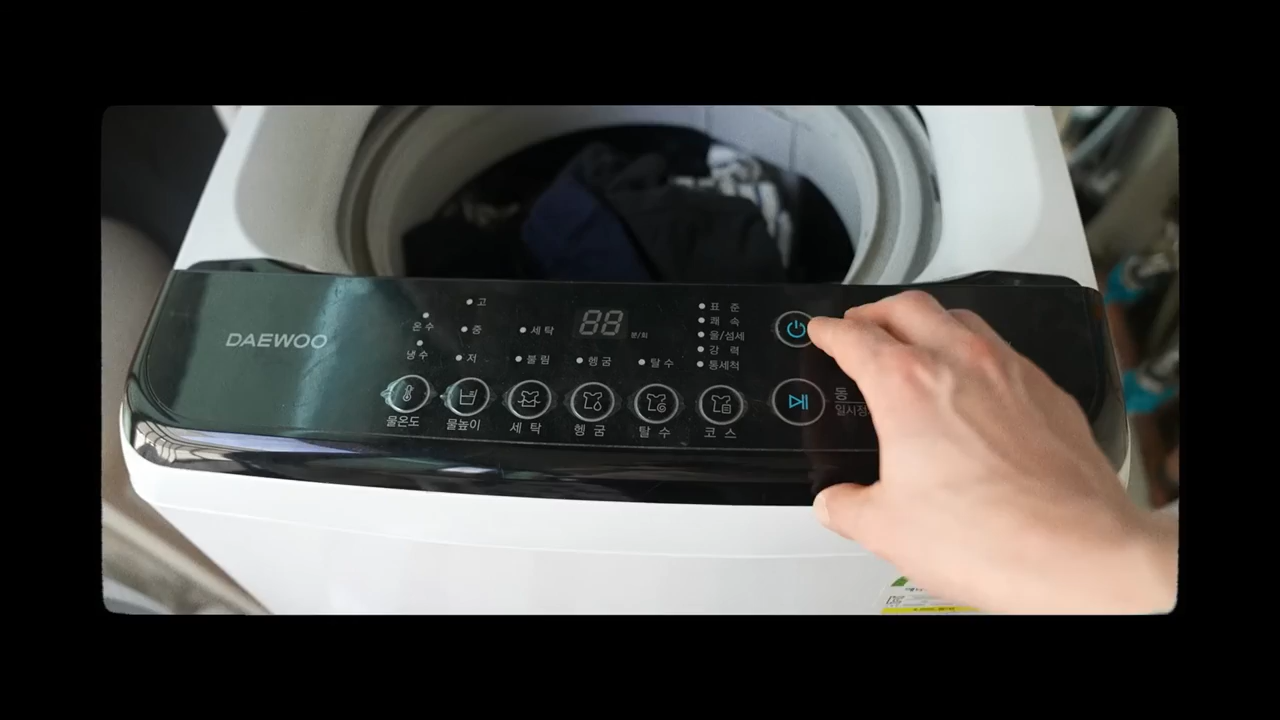 DAEWOO
고
온수
중
세탁
88
분/회
냉수
저
불림
헹굼
탈수
표준
쾌속
울/섬세
강력
통세척
물온도
물높이
세탁
헹굼
탈수
코스
동
일시정